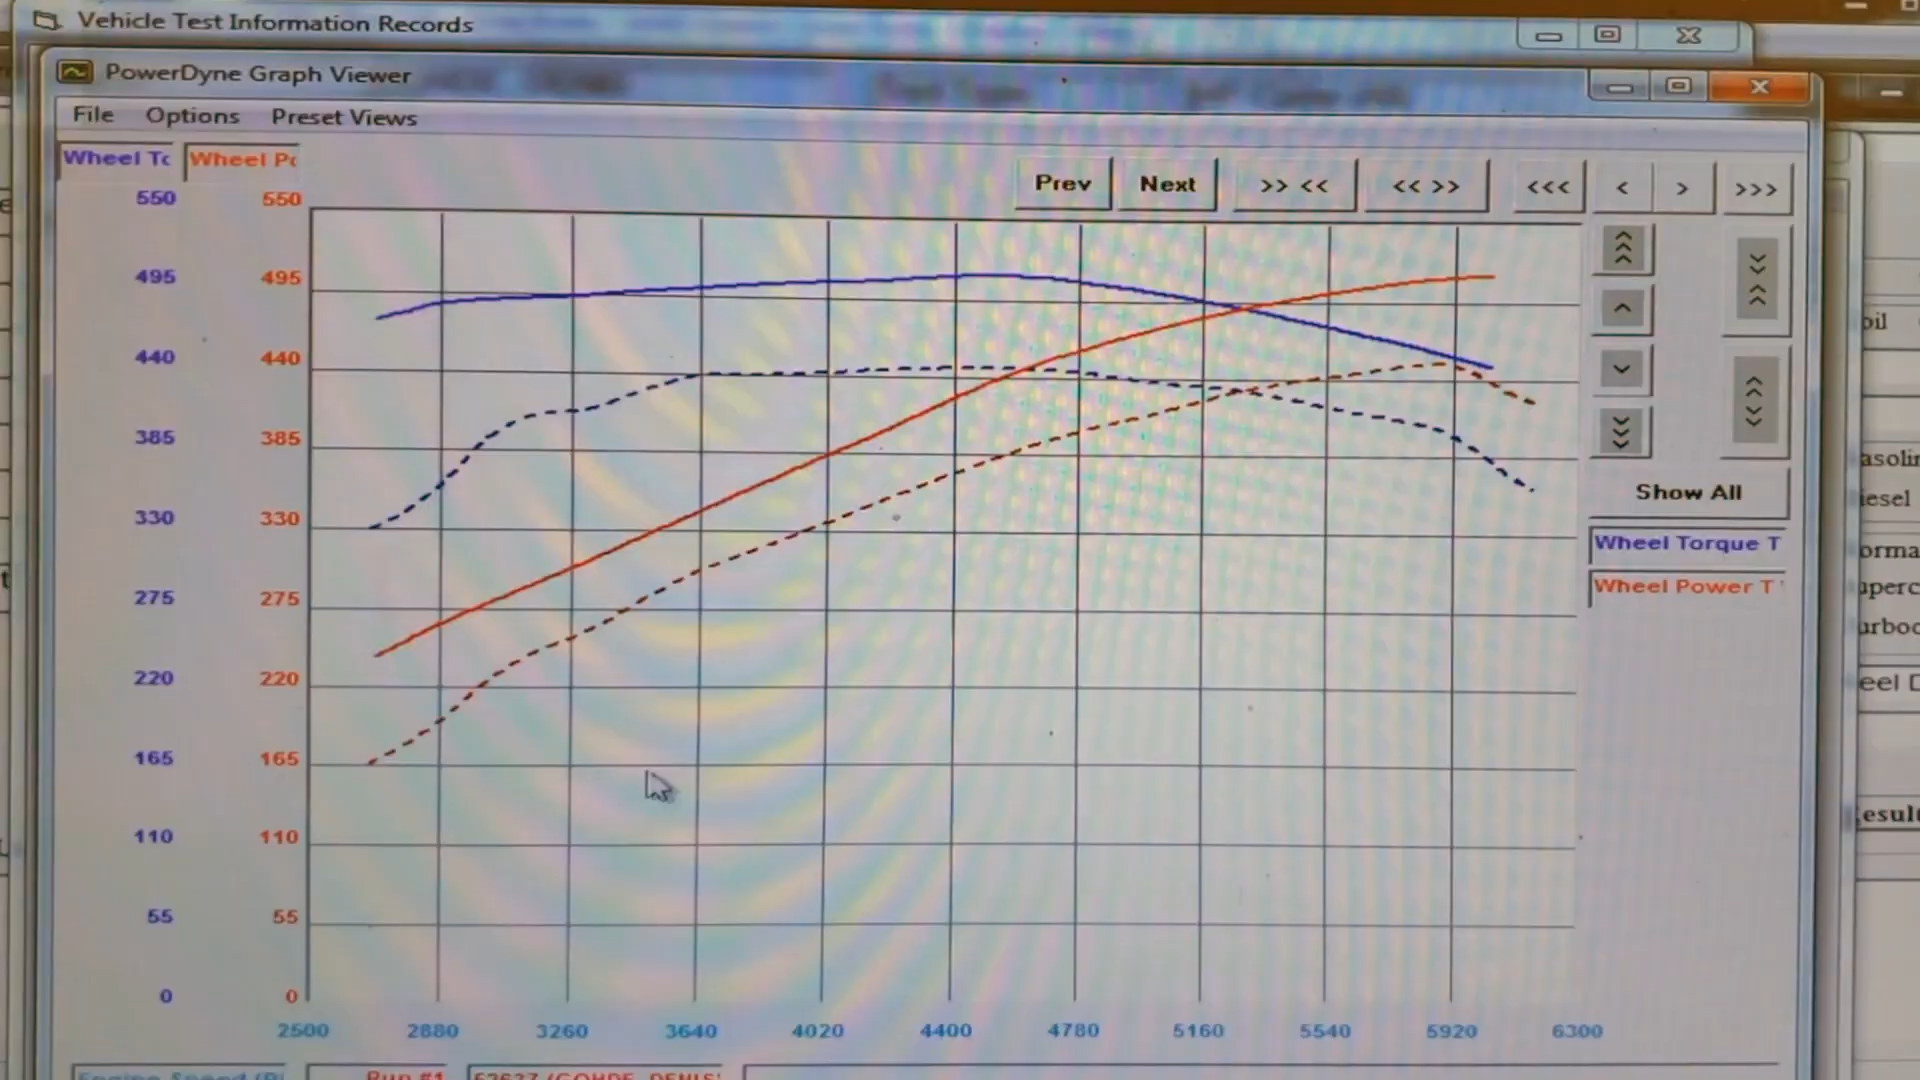 Vehicle Test Information Records
PowerDyne Graph Viewer
File Options Preset Views
Wheel Tc Wheel Pc
Prev Next >> << << >> <<< < > >>>
550 550
495 495
440 440
385 385
330 330
275 275
220 220
165 165
110 110
55 55
0 0
2500 2880 3260 3640 4020 4400 4780 5160 5540 5920 6300
Show All
Wheel Torque T
Wheel Power T
oil
asolin
iesel
orma
uperc
urboc
eel D
esult
Run #1